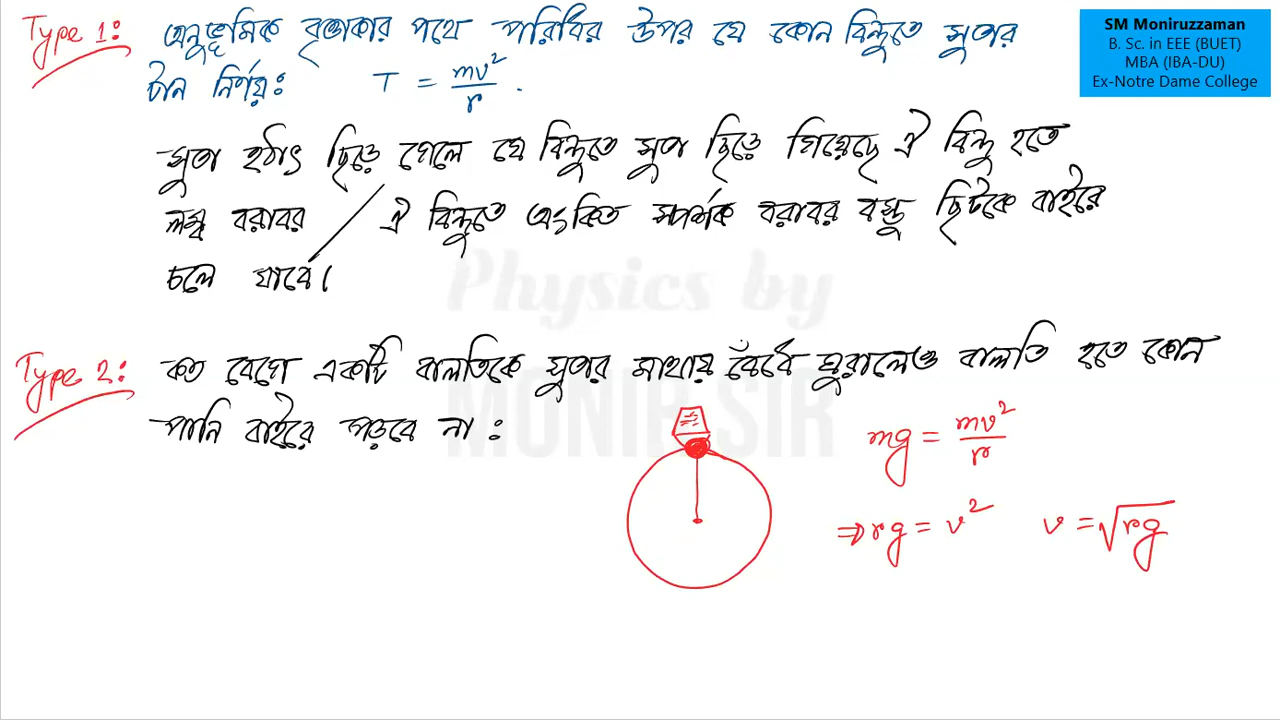 Type 1: অনুভূমিক বৃত্তাকার পথে পরিধির উপর যে কোন বিন্দুতে সুতার
টান নির্ণয়ঃ T = mv²/r .
সুতা হঠাৎ ছিড়ে গেলে যে বিন্দুতে সুতা ছিড়ে গিয়েছে ঐ বিন্দু হতে
লম্ব বরাবর / ঐ বিন্দুতে অংকিত স্পর্শক বরাবর বস্তু ছিটকে বাইরে
চলে যাবে।
Type 2: কত বেগে একটি বালতিকে সুতার মাথায় বেঁধে ঘুরালেও বালতি হতে কোন
পানি বাইরে পড়বে না :
mg = mv²/r
⇒ rg = v² v = √rg
SM Moniruzzaman
B. Sc. in EEE (BUET)
MBA (IBA-DU)
Ex-Notre Dame College
Physics by
MONIR SIR